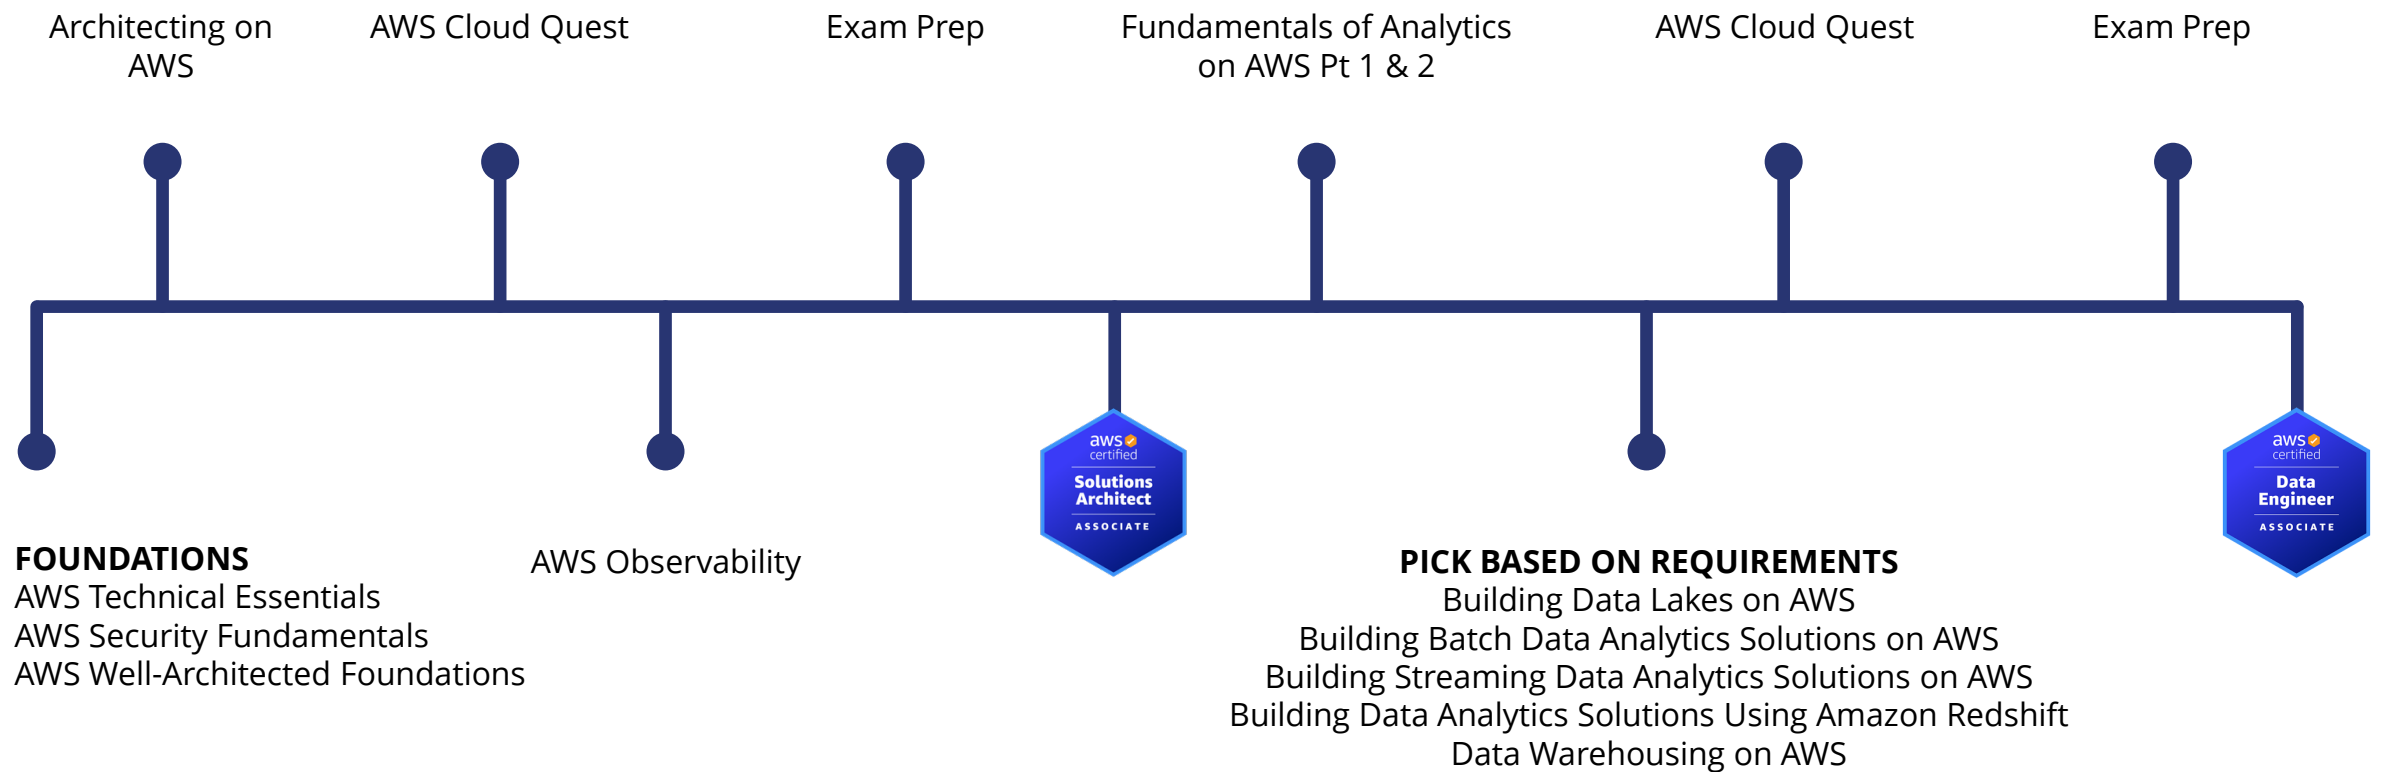 Architecting on
AWS
AWS Cloud Quest
Exam Prep
Fundamentals of Analytics
on AWS Pt 1 & 2
AWS Cloud Quest
Exam Prep
FOUNDATIONS
AWS Technical Essentials
AWS Security Fundamentals
AWS Well-Architected Foundations
AWS Observability
aws
certified
Solutions
Architect
ASSOCIATE
PICK BASED ON REQUIREMENTS
Building Data Lakes on AWS
Building Batch Data Analytics Solutions on AWS
Building Streaming Data Analytics Solutions on AWS
Building Data Analytics Solutions Using Amazon Redshift
Data Warehousing on AWS
aws
certified
Data
Engineer
ASSOCIATE